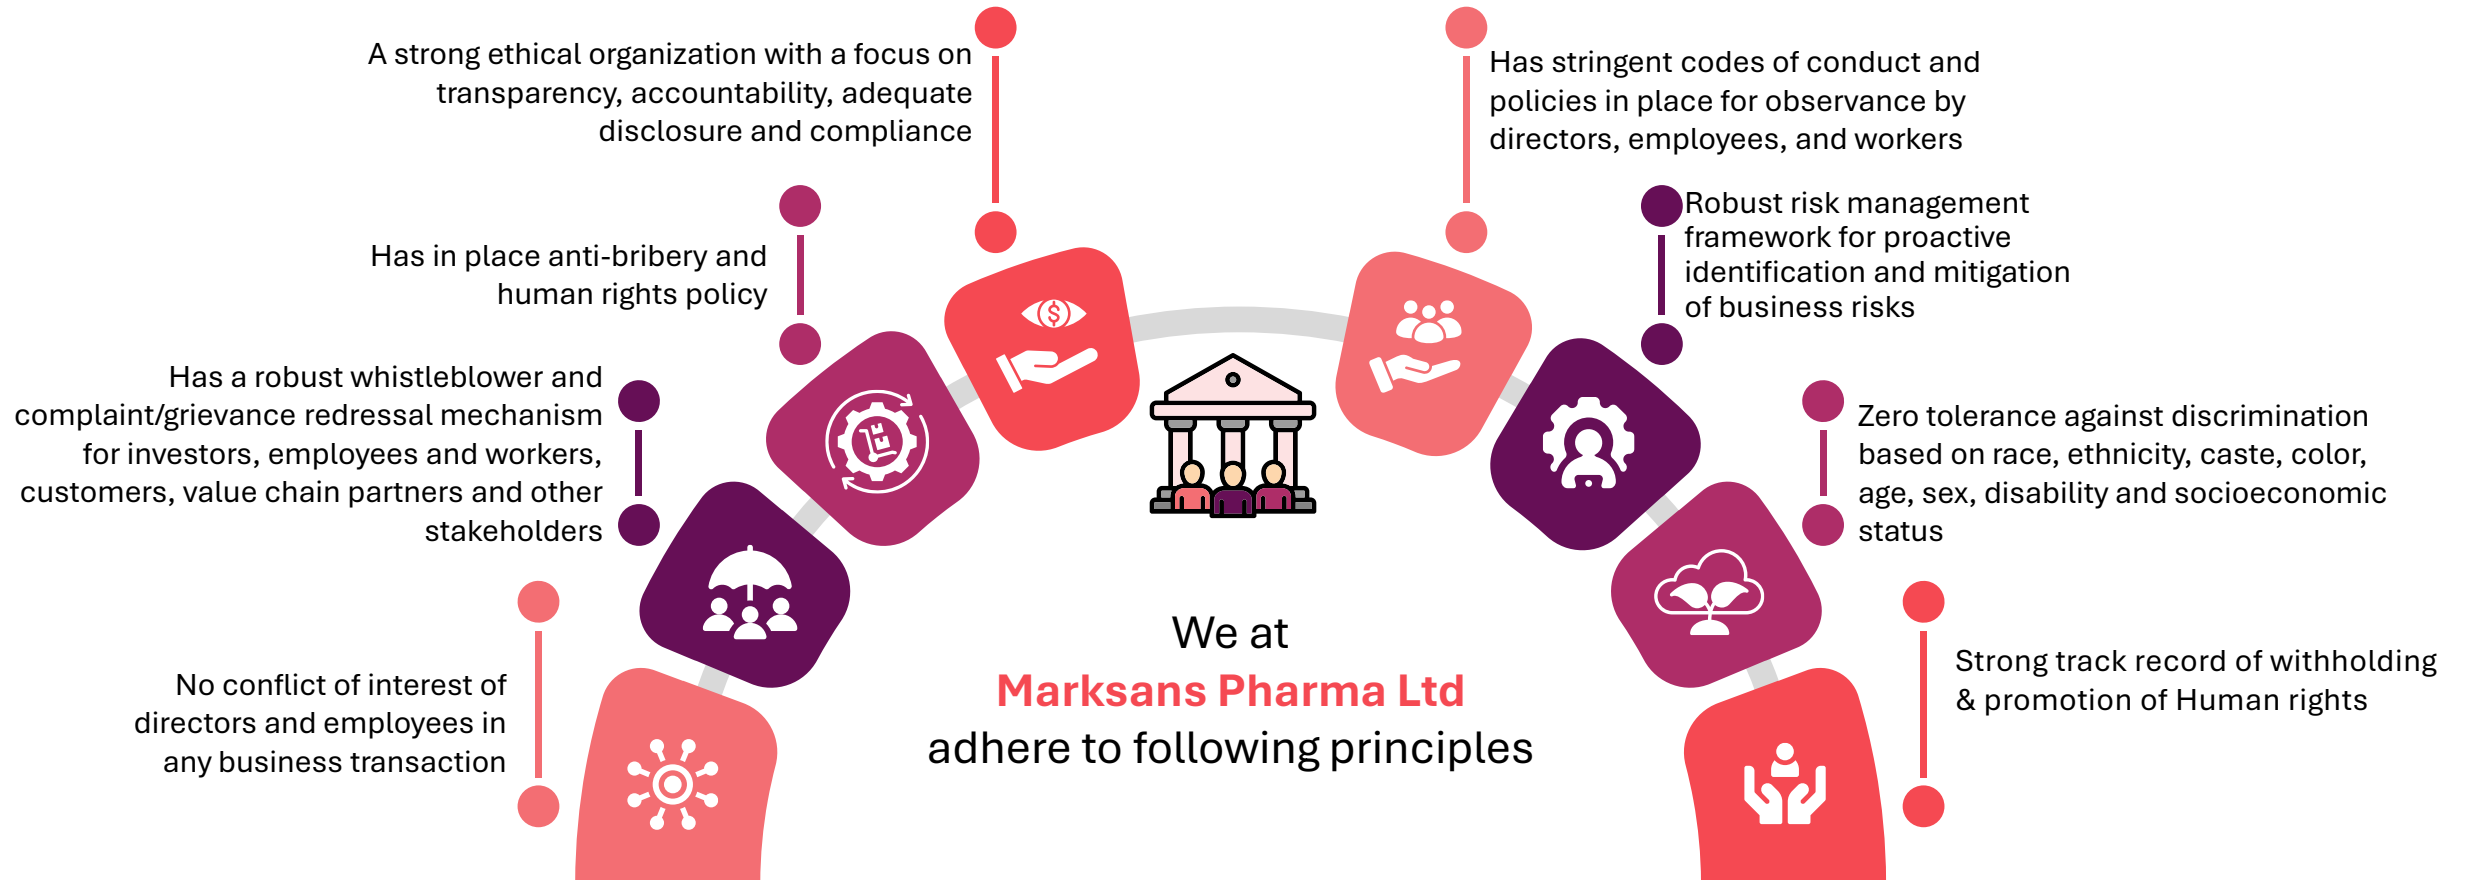 A strong ethical organization with a focus on
transparency, accountability, adequate
disclosure and compliance
Has stringent codes of conduct and
policies in place for observance by
directors, employees, and workers
Has in place anti-bribery and
human rights policy
Robust risk management
framework for proactive
identification and mitigation
of business risks
Has a robust whistleblower and
complaint/grievance redressal mechanism
for investors, employees and workers,
customers, value chain partners and other
stakeholders
Zero tolerance against discrimination
based on race, ethnicity, caste, color,
age, sex, disability and socioeconomic
status
No conflict of interest of
directors and employees in
any business transaction
Strong track record of withholding
& promotion of Human rights
We at
Marksans Pharma Ltd
adhere to following principles
$